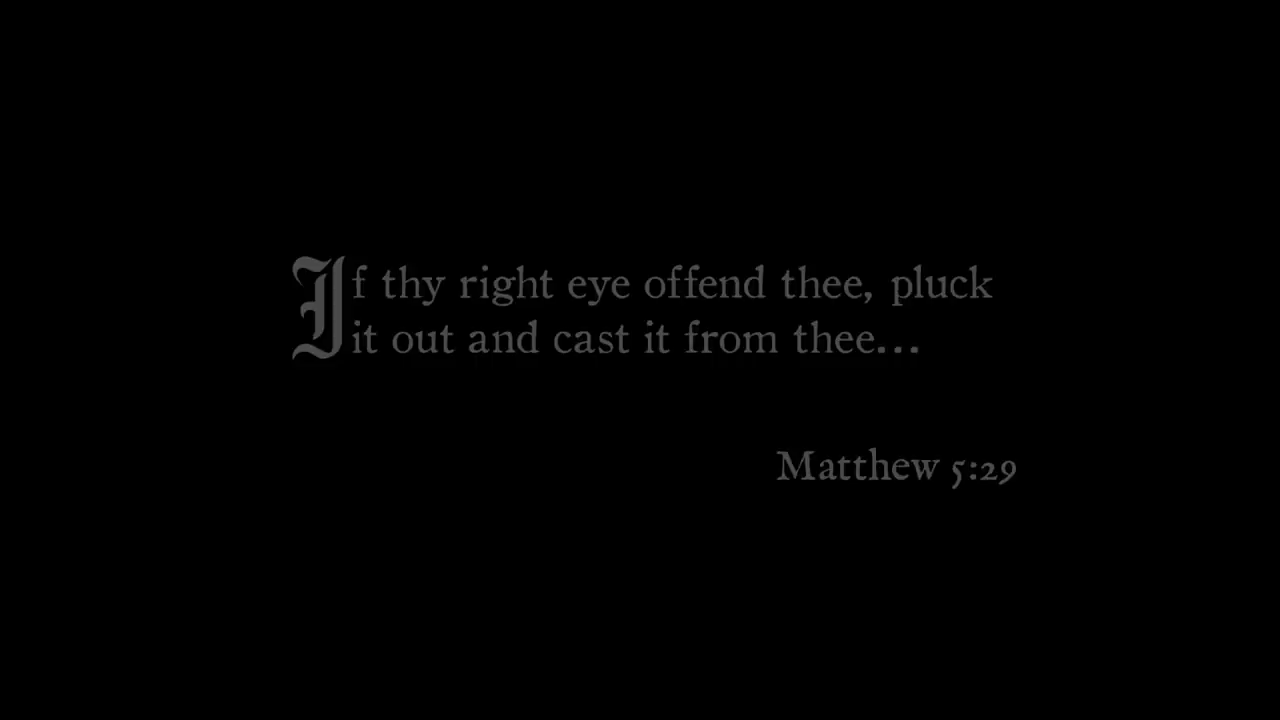 If thy right eye offend thee, pluck
it out and cast it from thee...
Matthew 5:29